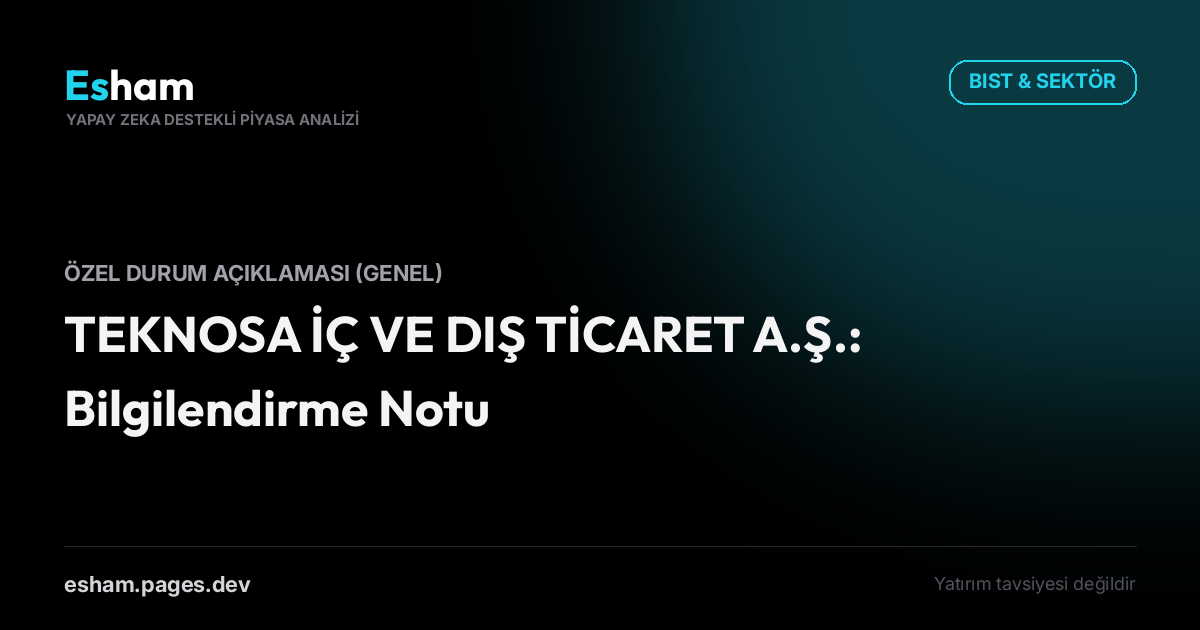 Esham
YAPAY ZEKA DESTEKLİ PİYASA ANALİZİ
BIST & SEKTÖR
ÖZEL DURUM AÇIKLAMASI (GENEL)
TEKNOSA İÇ VE DIŞ TİCARET A.Ş.:
Bilgilendirme Notu
esham.pages.dev
Yatırım tavsiyesi değildir